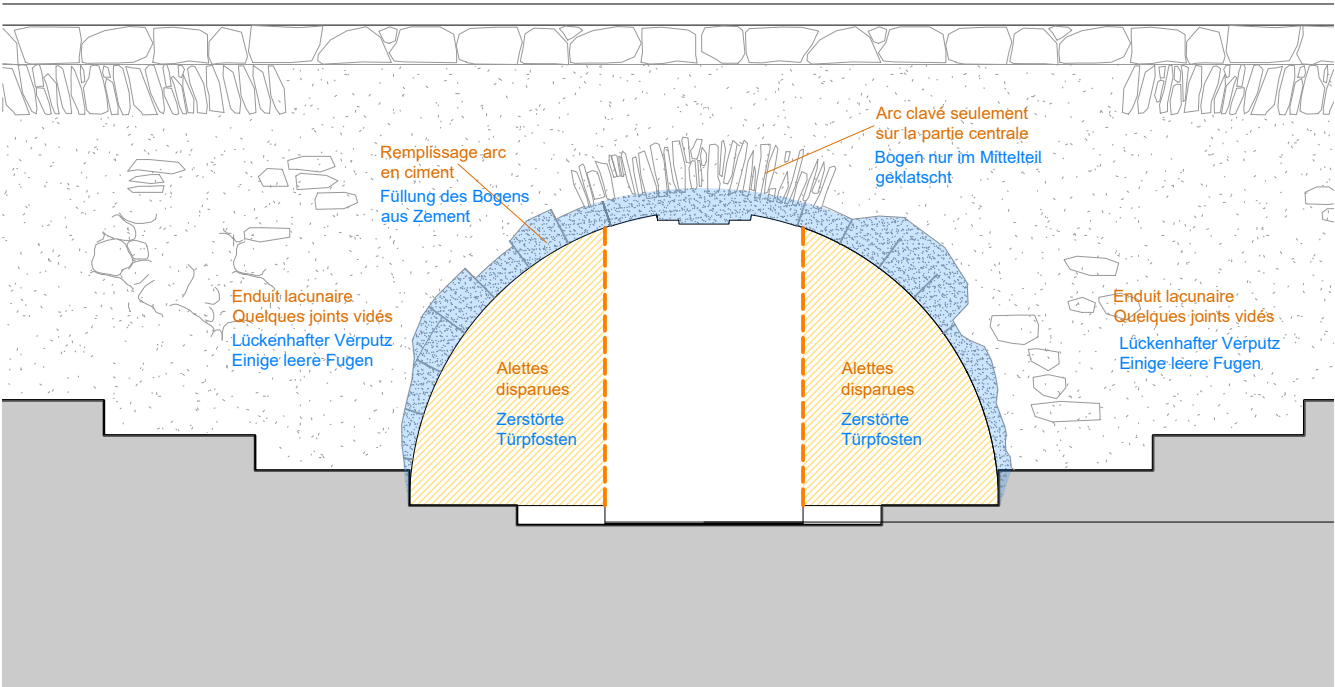 Arc clavé seulement
sur la partie centrale
Bogen nur im Mittelteil
geklatscht
Remplissage arc
en ciment
Füllung des Bogens
aus Zement
Enduit lacunaire
Quelques joints vidés
Lückenhafter Verputz
Einige leere Fugen
Enduit lacunaire
Quelques joints vidés
Lückenhafter Verputz
Einige leere Fugen
Alettes
disparues
Zerstörte
Türpfosten
Alettes
disparues
Zerstörte
Türpfosten